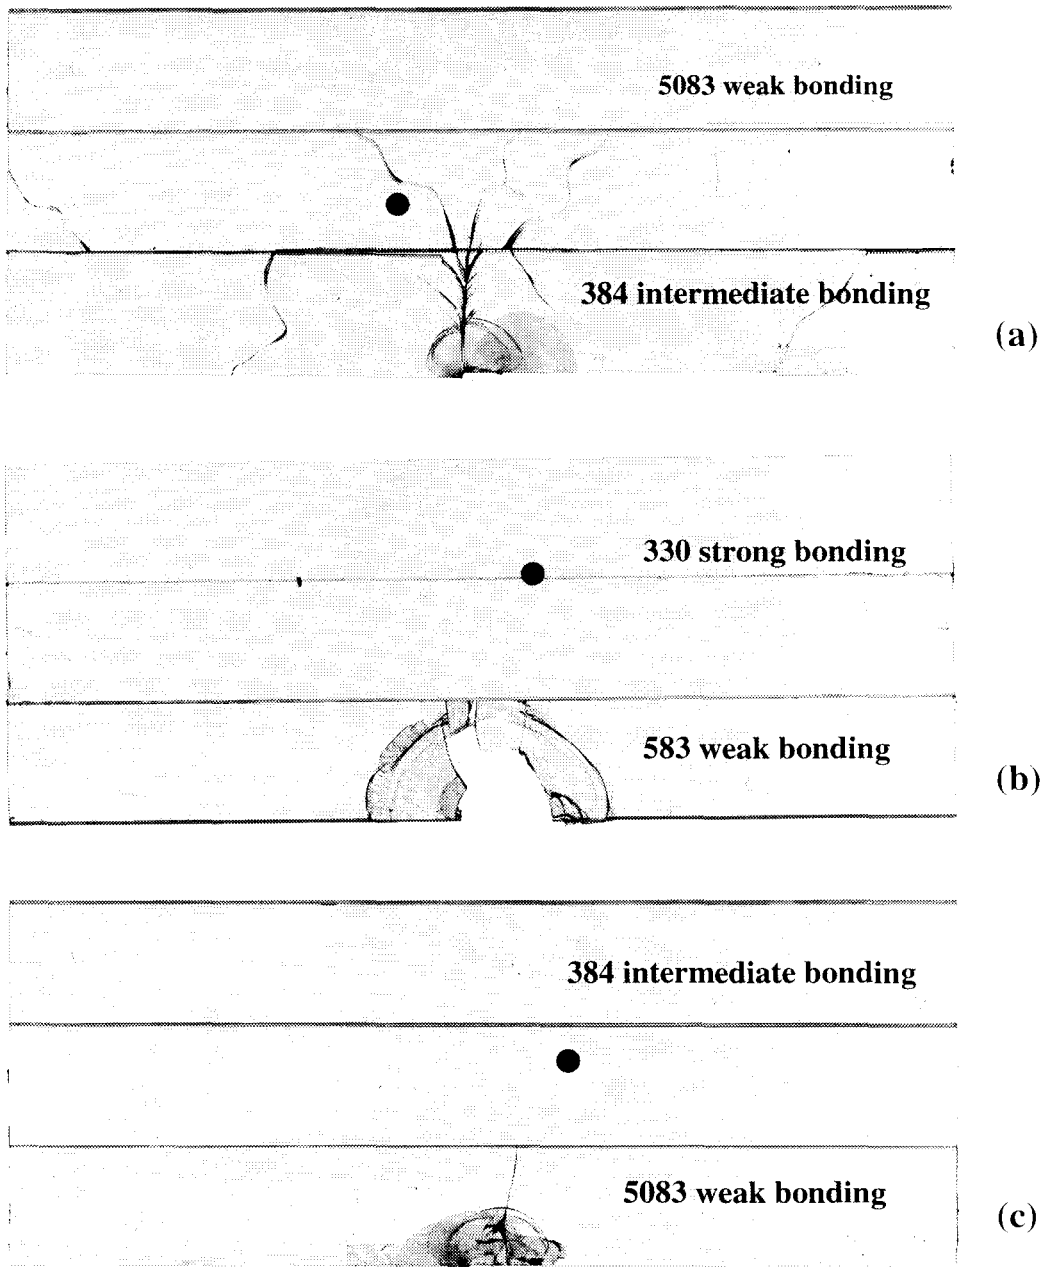 5083 weak bonding
384 intermediate bonding
(a)
330 strong bonding
583 weak bonding
(b)
384 intermediate bonding
5083 weak bonding
(c)